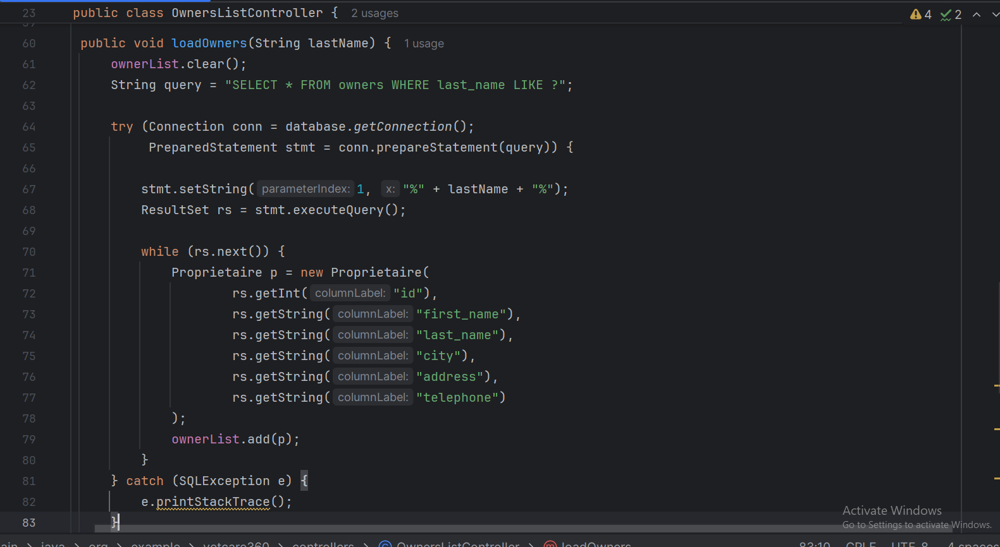 23 public class OwnersListController { 2 usages 4 2
60 public void loadOwners(String lastName) { 1 usage
61 ownerList.clear();
62 String query = "SELECT * FROM owners WHERE last_name LIKE ?";
63
64 try (Connection conn = database.getConnection();
65 PreparedStatement stmt = conn.prepareStatement(query)) {
66
67 stmt.setString( parameterIndex: 1, x: "%" + lastName + "%");
68 ResultSet rs = stmt.executeQuery();
69
70 while (rs.next()) {
71 Proprietaire p = new Proprietaire(
72 rs.getInt( columnLabel: "id"),
73 rs.getString( columnLabel: "first_name"),
74 rs.getString( columnLabel: "last_name"),
75 rs.getString( columnLabel: "city"),
76 rs.getString( columnLabel: "address"),
77 rs.getString( columnLabel: "telephone")
78 );
79 ownerList.add(p);
80 }
81 } catch (SQLException e) {
82 e.printStackTrace();
83 }
Activate Windows
Go to Settings to activate Windows.
java > org > example > vetcare360 > controllers > OwnersListController > loadOwners 83:10 CRLF UTF-8 4 spaces